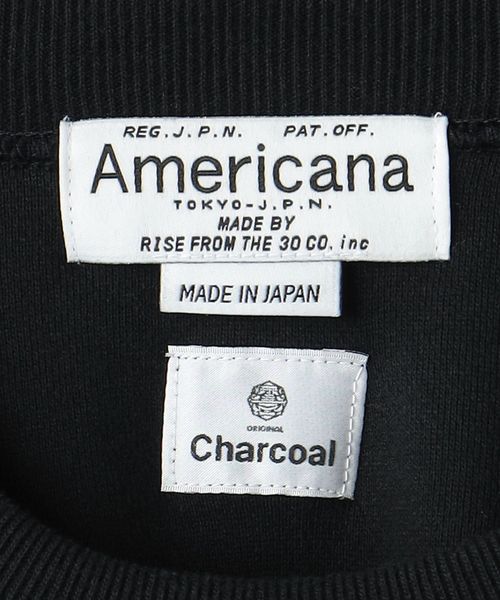 REG.J.P.N. PAT.OFF.
Americana
TOKYO-J.P.N.
MADE BY
RISE FROM THE 30 CO. inc
MADE IN JAPAN
ORIGINAL
Charcoal